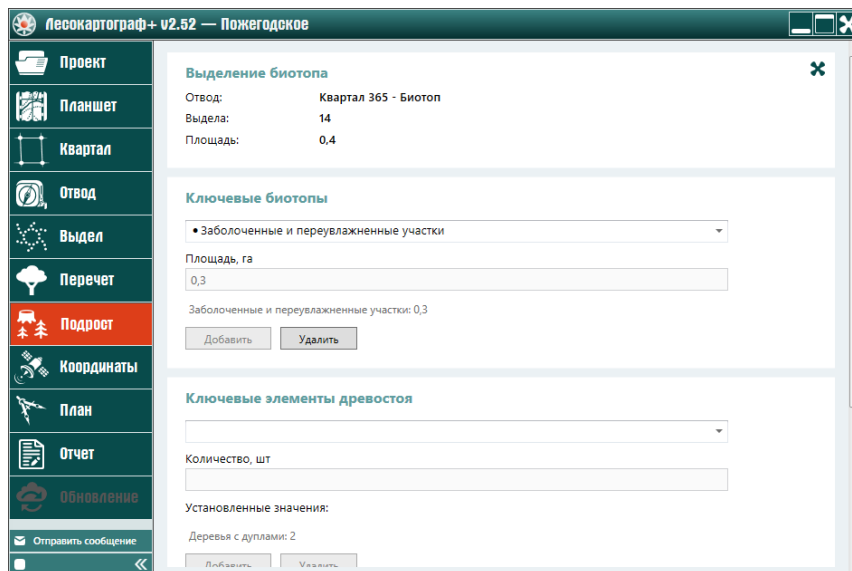 Лесокартограф+ v2.52 — Пожегодское
Проект
Планшет
Квартал
Отвод
Выдел
Перечет
Подрост
Координаты
План
Отчет
Обновление
Отправить сообщение
Выделение биотопа
Отвод: Квартал 365 - Биотоп
Выдела: 14
Площадь: 0,4
Ключевые биотопы
• Заболоченные и переувлажненные участки
Площадь, га
0,3
Заболоченные и переувлажненные участки: 0,3
Добавить Удалить
Ключевые элементы древостоя
Количество, шт
Установленные значения:
Деревья с дуплами: 2
Добавить Удалить